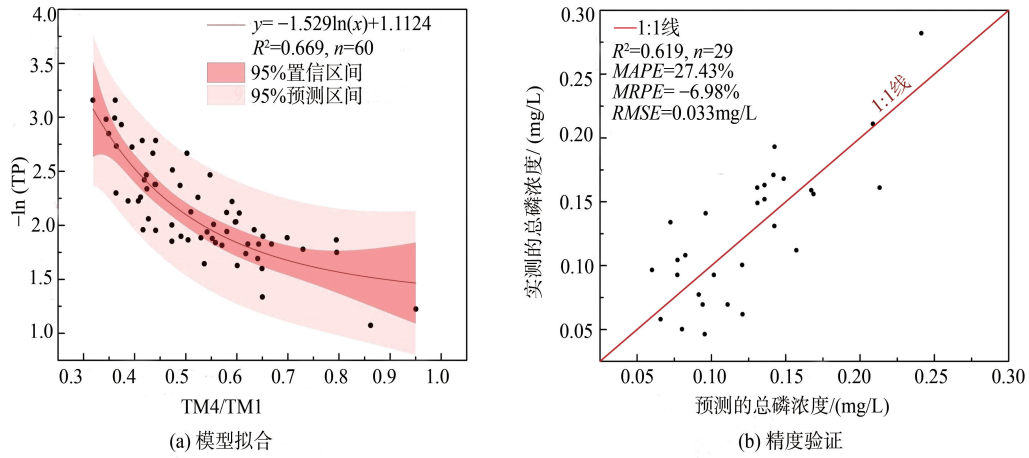 4.0
3.5
3.0
2.5
2.0
1.5
1.0
−ln (TP)
y= −1.529ln(x)+1.1124
R²=0.669, n=60
95%置信区间
95%预测区间
0.3 0.4 0.5 0.6 0.7 0.8 0.9 1.0
TM4/TM1
(a) 模型拟合
0.30
0.25
0.20
0.15
0.10
0.05
实测的总磷浓度/ (mg/L)
1:1线
R²=0.619, n=29
MAPE=27.43%
MRPE= −6.98%
RMSE=0.033mg/L
1:1线
0.05 0.10 0.15 0.20 0.25 0.30
预测的总磷浓度/(mg/L)
(b) 精度验证